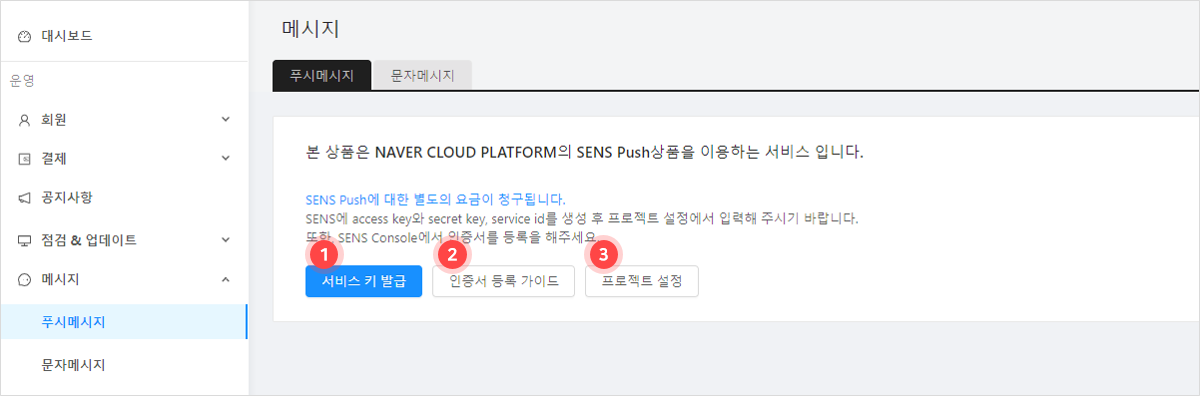 대시보드
운영
회원
결제
공지사항
점검 & 업데이트
메시지
푸시메시지
문자메시지
메시지
푸시메시지 문자메시지
본 상품은 NAVER CLOUD PLATFORM의 SENS Push상품을 이용하는 서비스 입니다.
SENS Push에 대한 별도의 요금이 청구됩니다.
SENS에 access key와 secret key, service id를 생성 후 프로젝트 설정에서 입력해 주시기 바랍니다.
또한, SENS Console에서 인증서를 등록을 해주세요.
1 2 3
서비스 키 발급 인증서 등록 가이드 프로젝트 설정